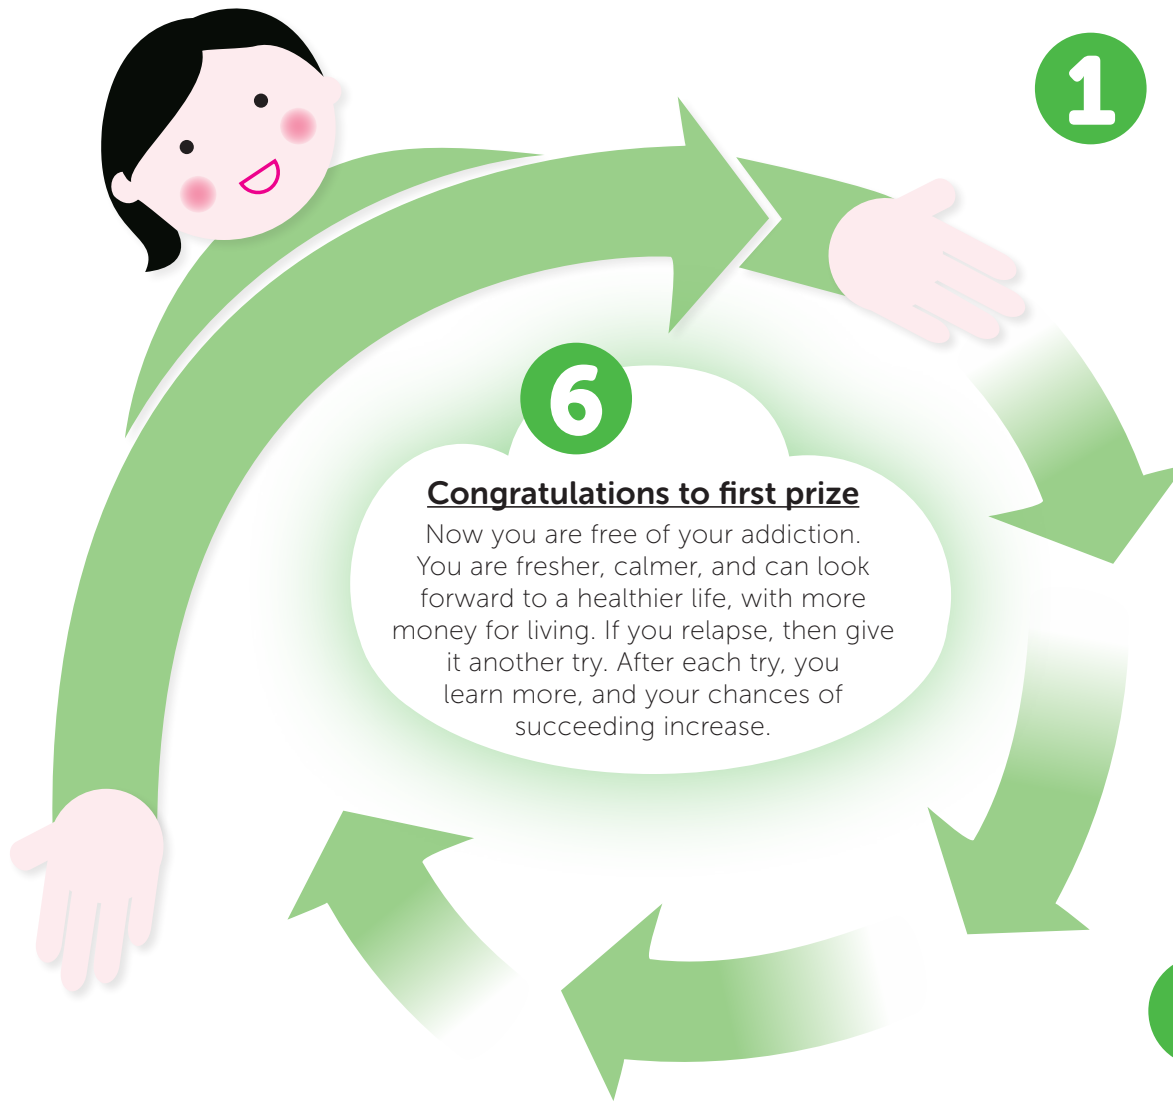 1
6
Congratulations to first prize
Now you are free of your addiction.
You are fresher, calmer, and can look
forward to a healthier life, with more
money for living. If you relapse, then give
it another try. After each try, you
learn more, and your chances of
succeeding increase.